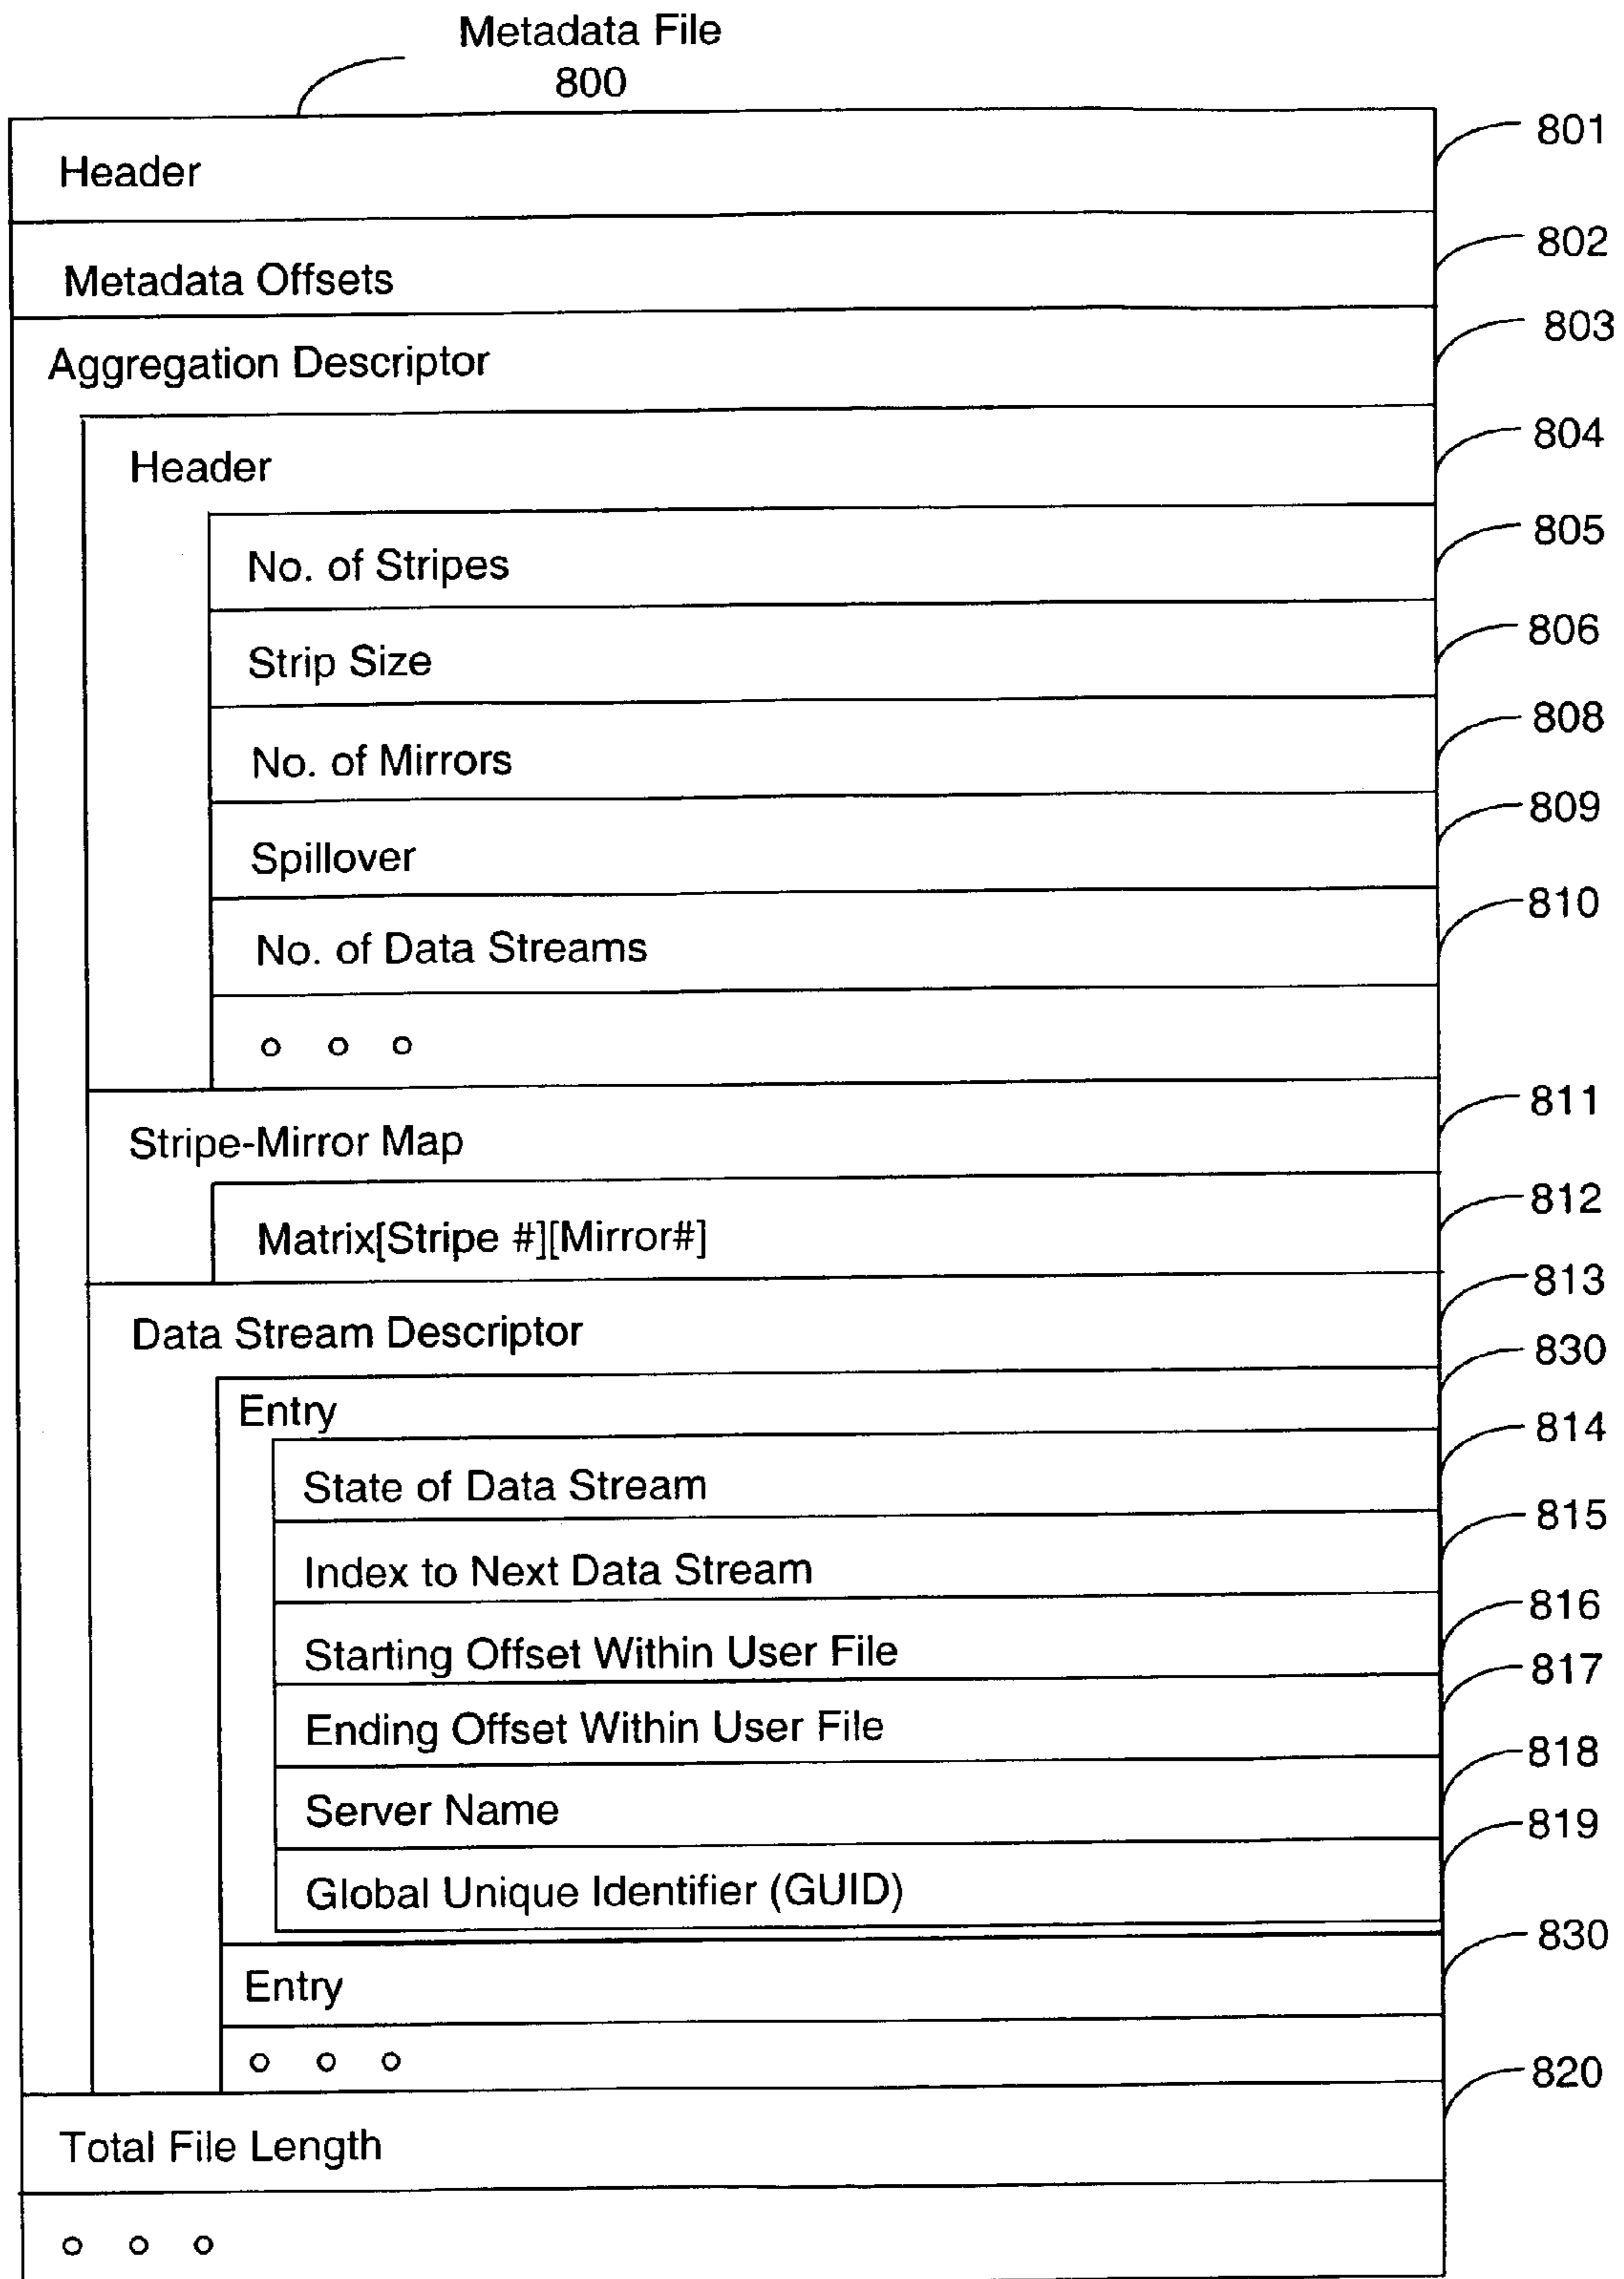 Metadata File
800
Header 801
Metadata Offsets 802
Aggregation Descriptor 803
Header 804
No. of Stripes 805
Strip Size 806
No. of Mirrors 808
Spillover 809
No. of Data Streams 810
Stripe-Mirror Map 811
Matrix[Stripe #][Mirror#] 812
Data Stream Descriptor 813
Entry 830
State of Data Stream 814
Index to Next Data Stream 815
Starting Offset Within User File 816
Ending Offset Within User File 817
Server Name 818
Global Unique Identifier (GUID) 819
Entry 830
Total File Length 820